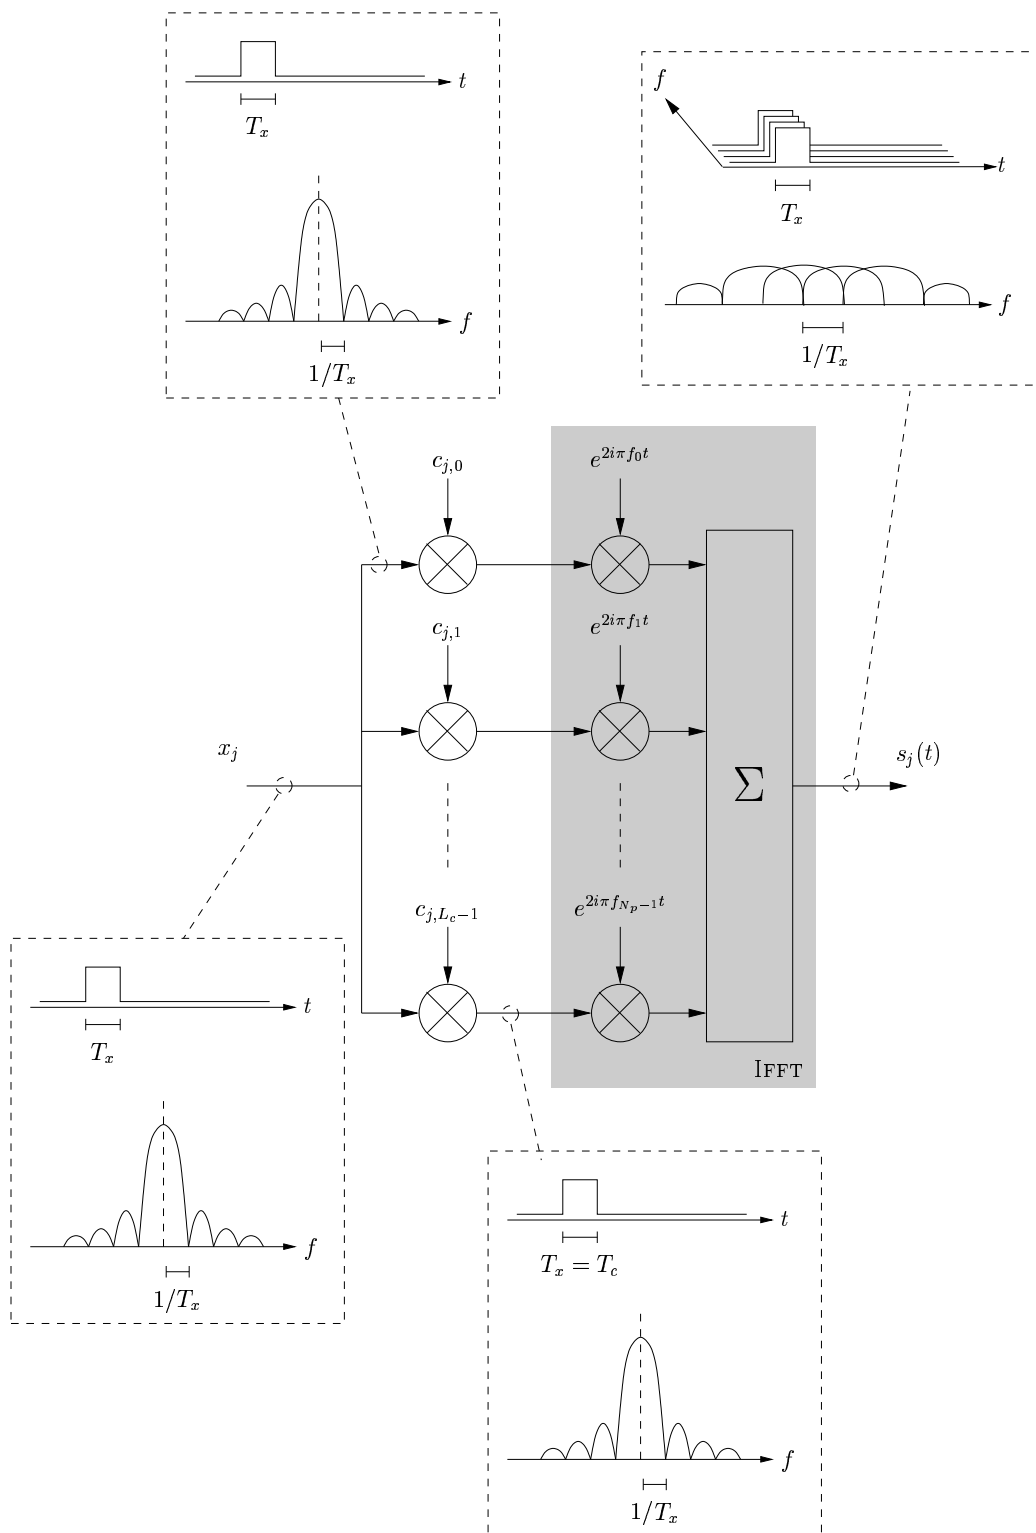 t
T_x
f
1/T_x
f
t
T_x
f
1/T_x
c_{j,0}
e^{2iπf_0t}
c_{j,1}
e^{2iπf_1t}
x_j
∑
s_j(t)
c_{j,L_c−1}
e^{2iπf_{N_p−1}t}
IFFT
t
T_x
f
1/T_x
t
T_x = T_c
f
1/T_x